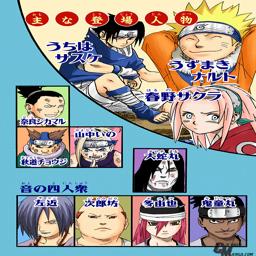 主な登場人物
うちは
サスケ
うずまき
ナルト
春野サクラ
奈良シカマル
山中いの
秋道チョウジ
大蛇丸
音の四人衆
左近
次郎坊
多由也
鬼童丸